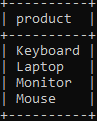 +----------+
| product  |
+----------+
| Keyboard |
| Laptop   |
| Monitor  |
| Mouse    |
+----------+